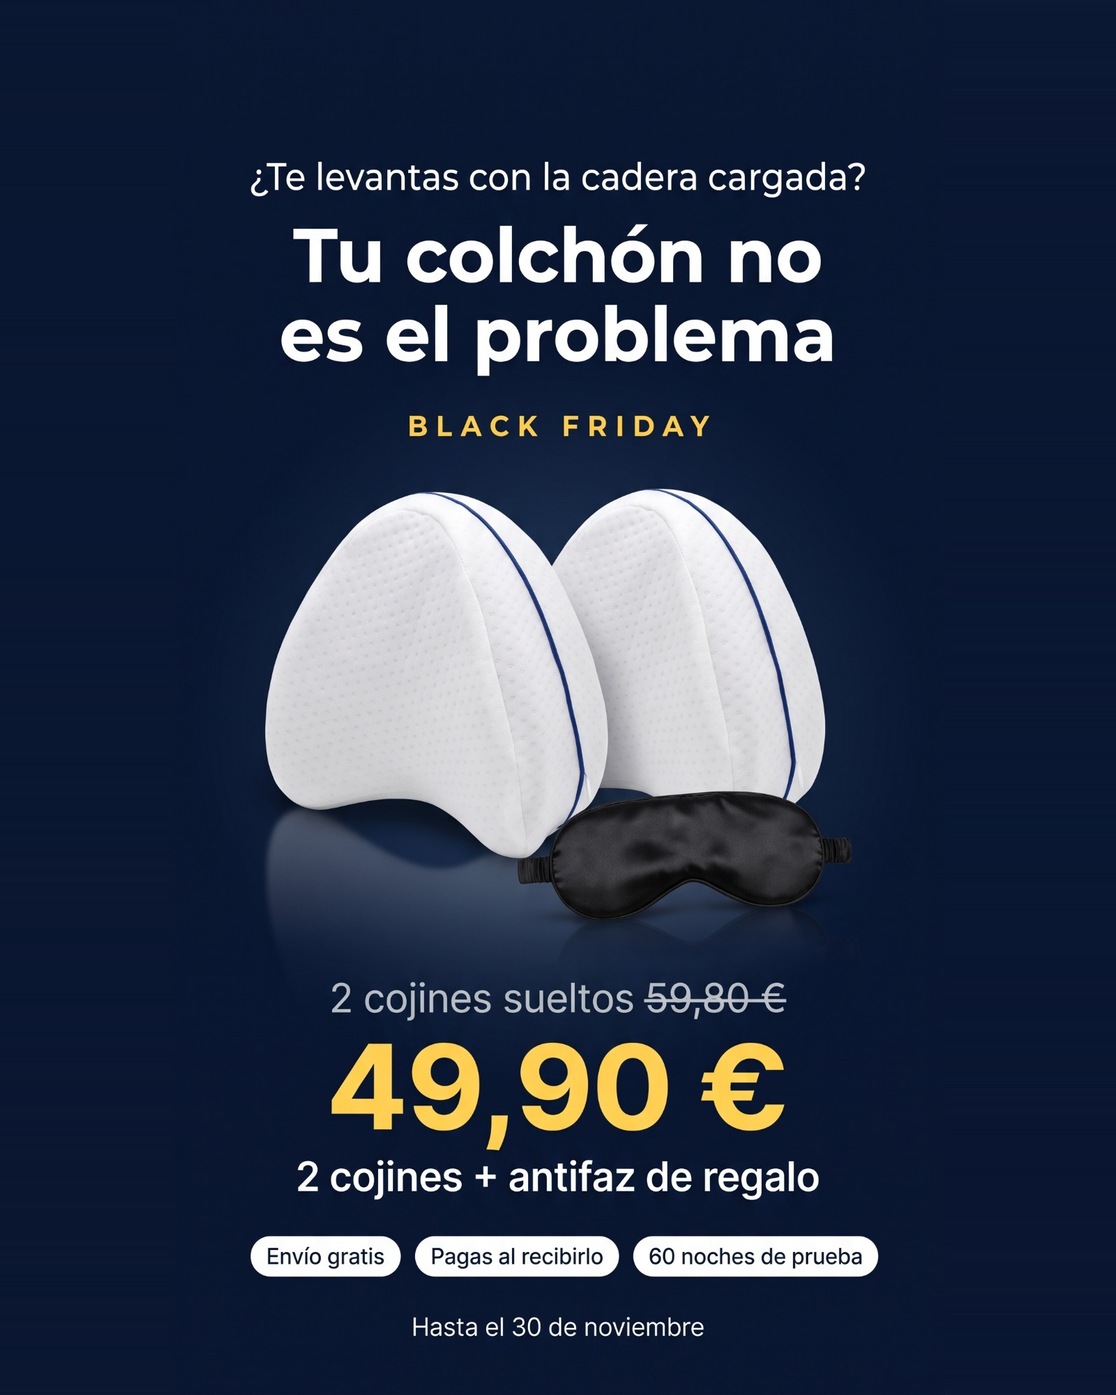 ¿Te levantas con la cadera cargada?
Tu colchón no
es el problema
BLACK FRIDAY
2 cojines sueltos 59,80 €
49,90 €
2 cojines + antifaz de regalo
Envío gratis
Pagas al recibirlo
60 noches de prueba
Hasta el 30 de noviembre